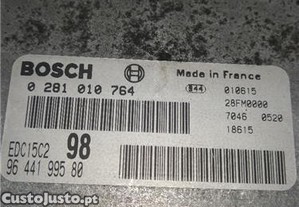 BOSCH
Made in France
0 281 010 764
S44 010615
28FM0000
7046 0520
18615
EDC15C2 98
96 441 995 80
CustoJusto.pt